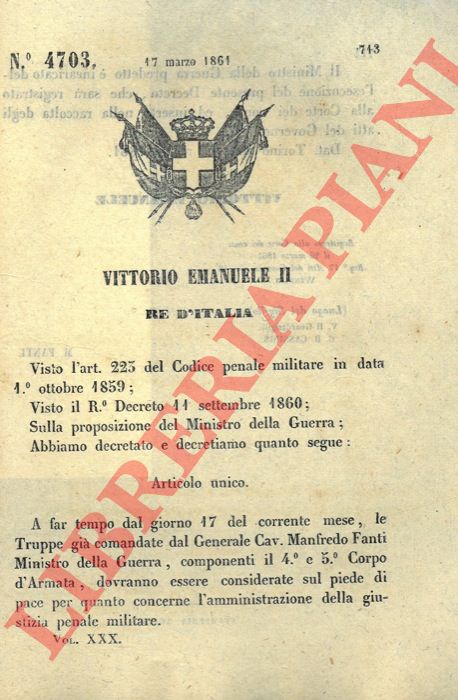 N.º 4703.
17 marzo 1861
713
VITTORIO EMANUELE II
RE D'ITALIA
Visto l'art. 225 del Codice penale militare in data
1.º ottobre 1859;
Visto il R.º Decreto 11 settembre 1860;
Sulla proposizione del Ministro della Guerra;
Abbiamo decretato e decretiamo quanto segue:
Articolo unico.
A far tempo dal giorno 17 del corrente mese, le
Truppe già comandate dal Generale Cav. Manfredo Fanti
Ministro della Guerra, componenti il 4.º e 5.º Corpo
d'Armata, dovranno essere considerate sul piede di
pace per quanto concerne l'amministrazione della giu-
stizia penale militare.
Vol. XXX.
LIBRERIA PIANI